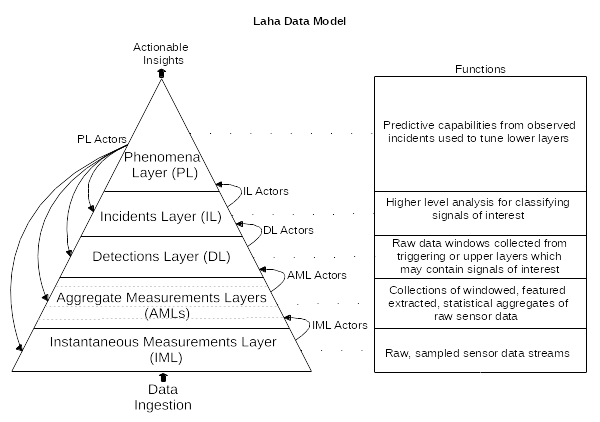 Laha Data Model
Actionable
Insights
Functions
PL Actors
Predictive capabilities from observed
incidents used to tune lower layers
Phenomena
Layer (PL)
IL Actors
Incidents Layer (IL)
Higher level analysis for classifying
signals of interest
DL Actors
Detections Layer (DL)
Raw data windows collected from
triggering or upper layers which
may contain signals of interest
AML Actors
Aggregate Measurements Layers
(AMLs)
Collections of windowed, featured
extracted, statistical aggregates of
raw sensor data
IML Actors
Instantaneous Measurements Layer
(IML)
Raw, sampled sensor data streams
Data
Ingestion